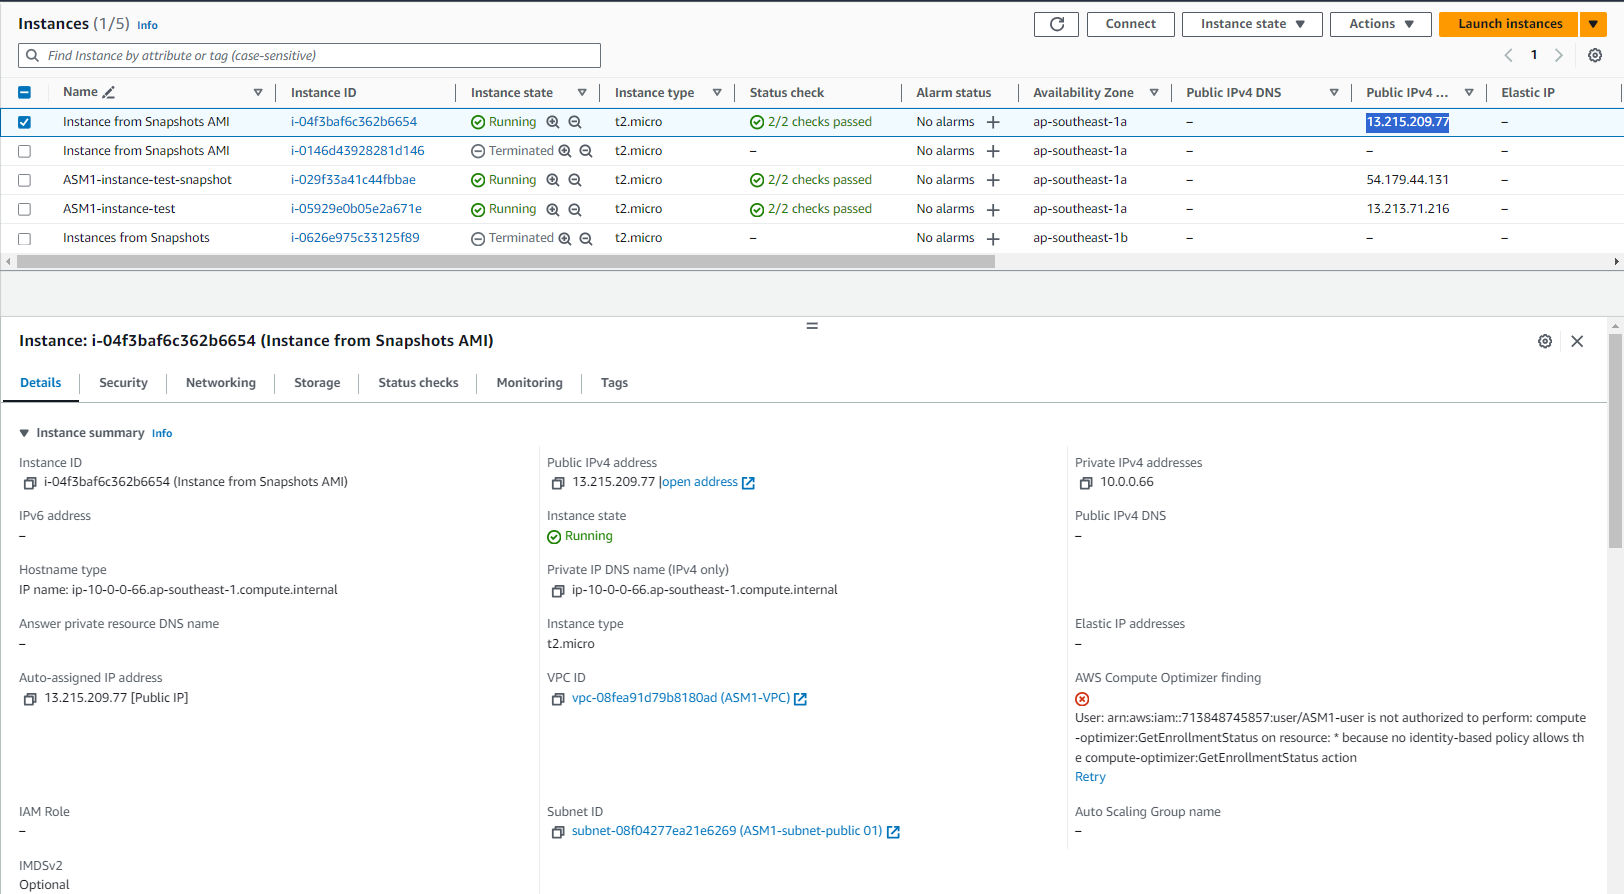 Instances (1/5) Info
Connect Instance state Actions Launch instances
Find Instance by attribute or tag (case-sensitive)
1
Name Instance ID Instance state Instance type Status check Alarm status Availability Zone Public IPv4 DNS Public IPv4 ... Elastic IP
Instance from Snapshots AMI i-04f3baf6c362b6654 Running t2.micro 2/2 checks passed No alarms + ap-southeast-1a – 13.215.209.77 –
Instance from Snapshots AMI i-0146d43928281d146 Terminated t2.micro – No alarms + ap-southeast-1a – – –
ASM1-instance-test-snapshot i-029f33a41c44fbbae Running t2.micro 2/2 checks passed No alarms + ap-southeast-1a – 54.179.44.131 –
ASM1-instance-test i-05929e0b05e2a671e Running t2.micro 2/2 checks passed No alarms + ap-southeast-1a – 13.213.71.216 –
Instances from Snapshots i-0626e975c33125f89 Terminated t2.micro – No alarms + ap-southeast-1b – – –
Instance: i-04f3baf6c362b6654 (Instance from Snapshots AMI)
Details Security Networking Storage Status checks Monitoring Tags
Instance summary Info
Instance ID
i-04f3baf6c362b6654 (Instance from Snapshots AMI)
Public IPv4 address
13.215.209.77 |open address
Private IPv4 addresses
10.0.0.66
IPv6 address
–
Instance state
Running
Public IPv4 DNS
–
Hostname type
IP name: ip-10-0-0-66.ap-southeast-1.compute.internal
Private IP DNS name (IPv4 only)
ip-10-0-0-66.ap-southeast-1.compute.internal
Answer private resource DNS name
–
Instance type
t2.micro
Elastic IP addresses
–
Auto-assigned IP address
13.215.209.77 [Public IP]
VPC ID
vpc-08fea91d79b8180ad (ASM1-VPC)
AWS Compute Optimizer finding
User: arn:aws:iam::713848745857:user/ASM1-user is not authorized to perform: compute
-optimizer:GetEnrollmentStatus on resource: * because no identity-based policy allows th
e compute-optimizer:GetEnrollmentStatus action
Retry
IAM Role
–
Subnet ID
subnet-08f04277ea21e6269 (ASM1-subnet-public 01)
Auto Scaling Group name
–
IMDSv2
Optional